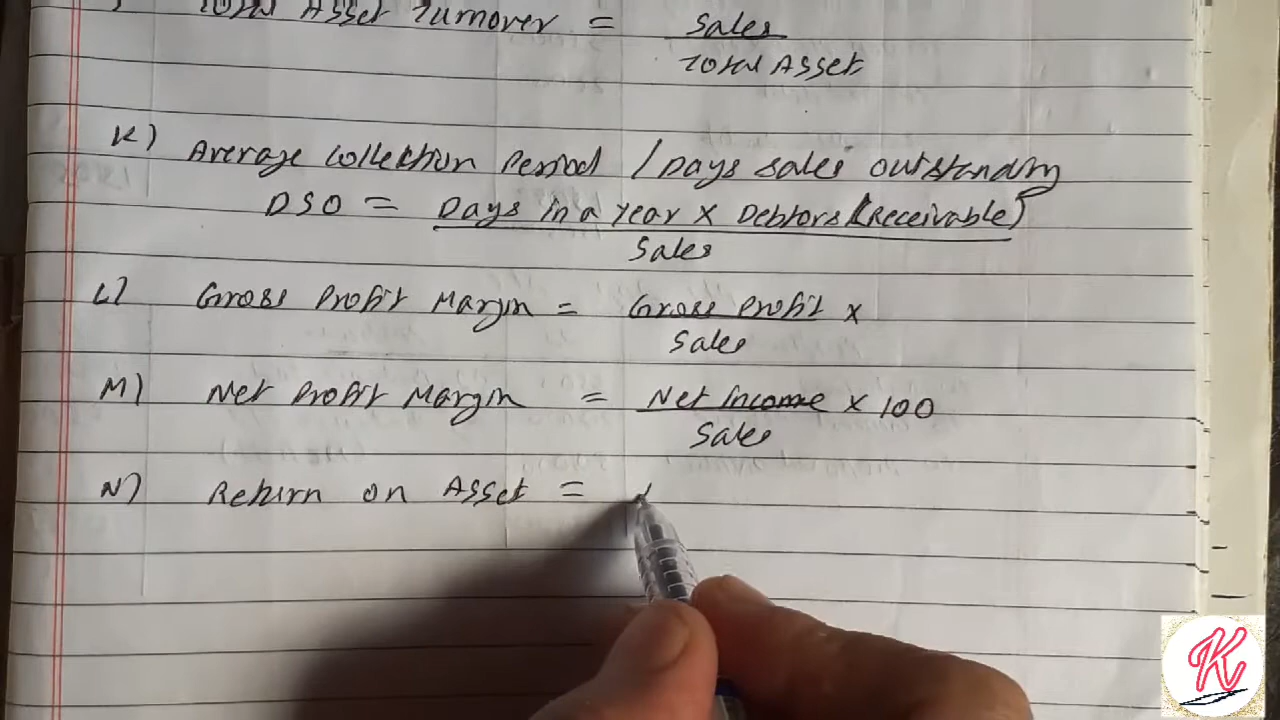 Total Asset Turnover = Sales
Total Asset
K) Average Collection Period / Days sales outstanding
DSO = Days in a year x Debtors (Receivable)
Sales
L) Gross Profit Margin = Gross Profit x
Sales
M) Net Profit Margin = Net income x 100
Sales
N) Return on Asset =
K